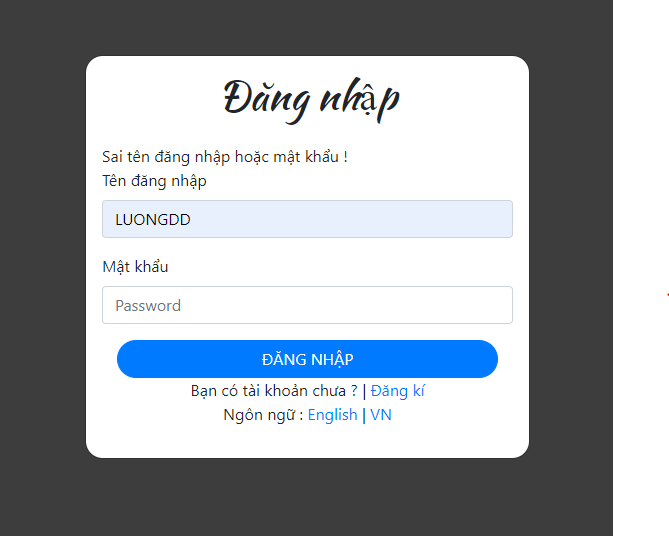 Đăng nhập
Sai tên đăng nhập hoặc mật khẩu !
Tên đăng nhập
LUONGDD
Mật khẩu
Password
ĐĂNG NHẬP
Bạn có tài khoản chưa ? | Đăng kí
Ngôn ngữ : English | VN